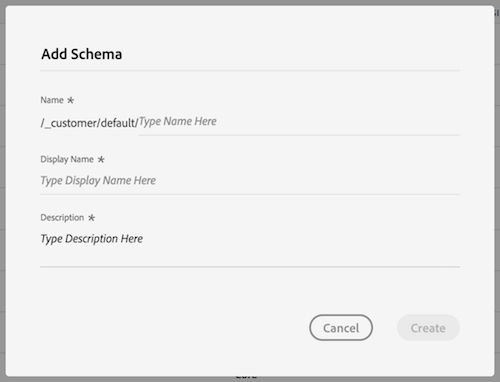 Add Schema
Name *
/_customer/default/Type Name Here
Display Name *
Type Display Name Here
Description *
Type Description Here
Cancel Create